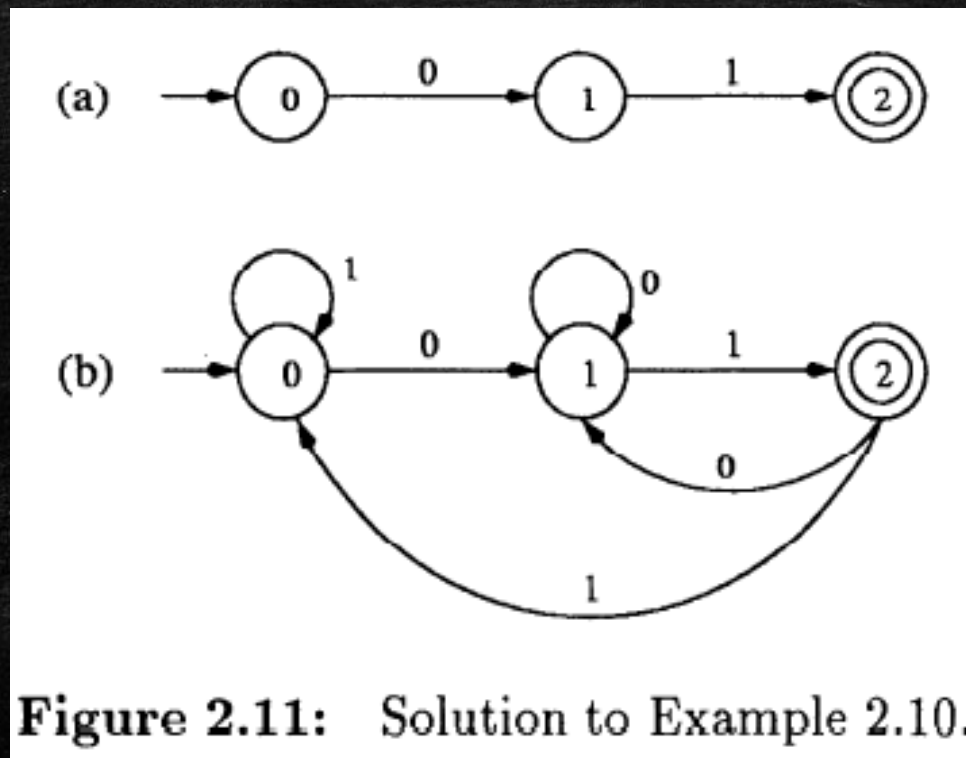 (a) 0 0 1 1 2
1 0
(b) 0 0 1 1 2
0
1
Figure 2.11: Solution to Example 2.10.